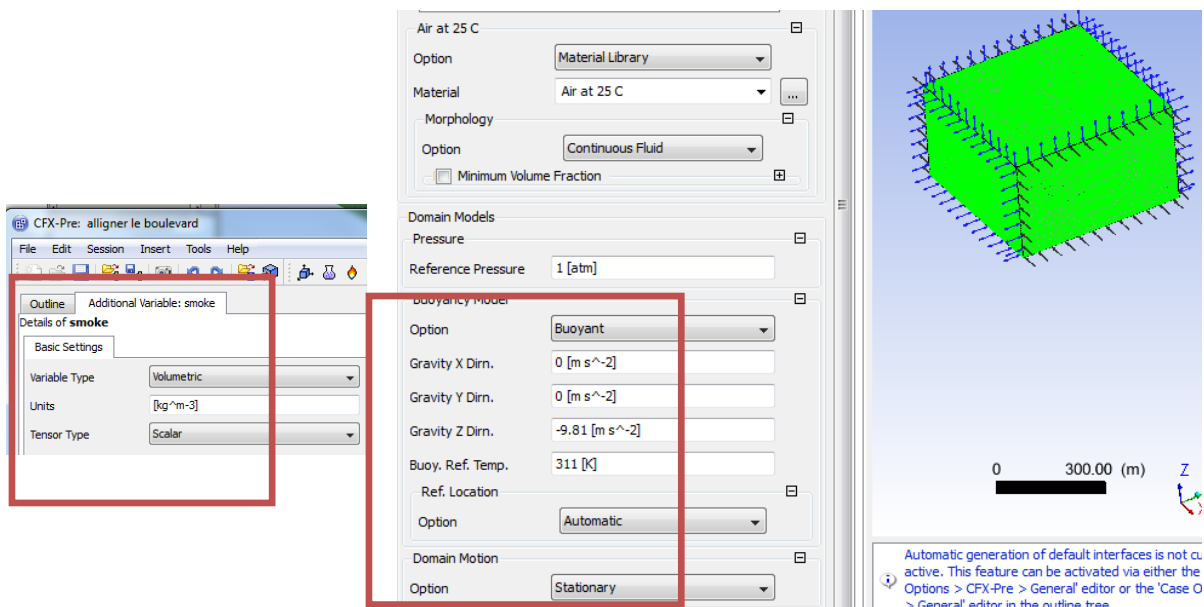 CFX-Pre: alligner le boulevard
File Edit Session Insert Tools Help
Outline Additional Variable: smoke
Details of smoke
Basic Settings
Variable Type Volumetric
Units [kg^m-3]
Tensor Type Scalar
Air at 25 C
Option Material Library
Material Air at 25 C ...
Morphology
Option Continuous Fluid
Minimum Volume Fraction
Domain Models
Pressure
Reference Pressure 1 [atm]
Buoyancy Model
Option Buoyant
Gravity X Dirn. 0 [m s^-2]
Gravity Y Dirn. 0 [m s^-2]
Gravity Z Dirn. -9.81 [m s^-2]
Buoy. Ref. Temp. 311 [K]
Ref. Location
Option Automatic
Domain Motion
Option Stationary
0 300.00 (m)
Z
X
Automatic generation of default interfaces is not cu
active. This feature can be activated via either the
Options > CFX-Pre > General' editor or the 'Case O
> General' editor in the outline tree.